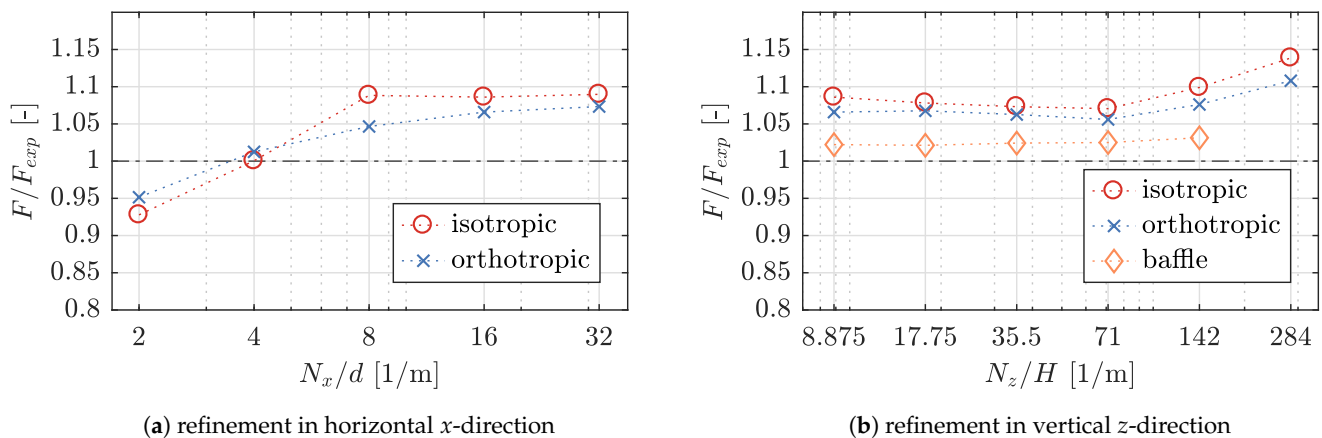 1.15
1.1
1.05
1
0.95
0.9
0.85
0.8
F/F_exp [-]
isotropic
orthotropic
2 4 8 16 32
N_x/d [1/m]
(a) refinement in horizontal x-direction
1.15
1.1
1.05
1
0.95
0.9
0.85
0.8
F/F_exp [-]
isotropic
orthotropic
baffle
8.875 17.75 35.5 71 142 284
N_z/H [1/m]
(b) refinement in vertical z-direction